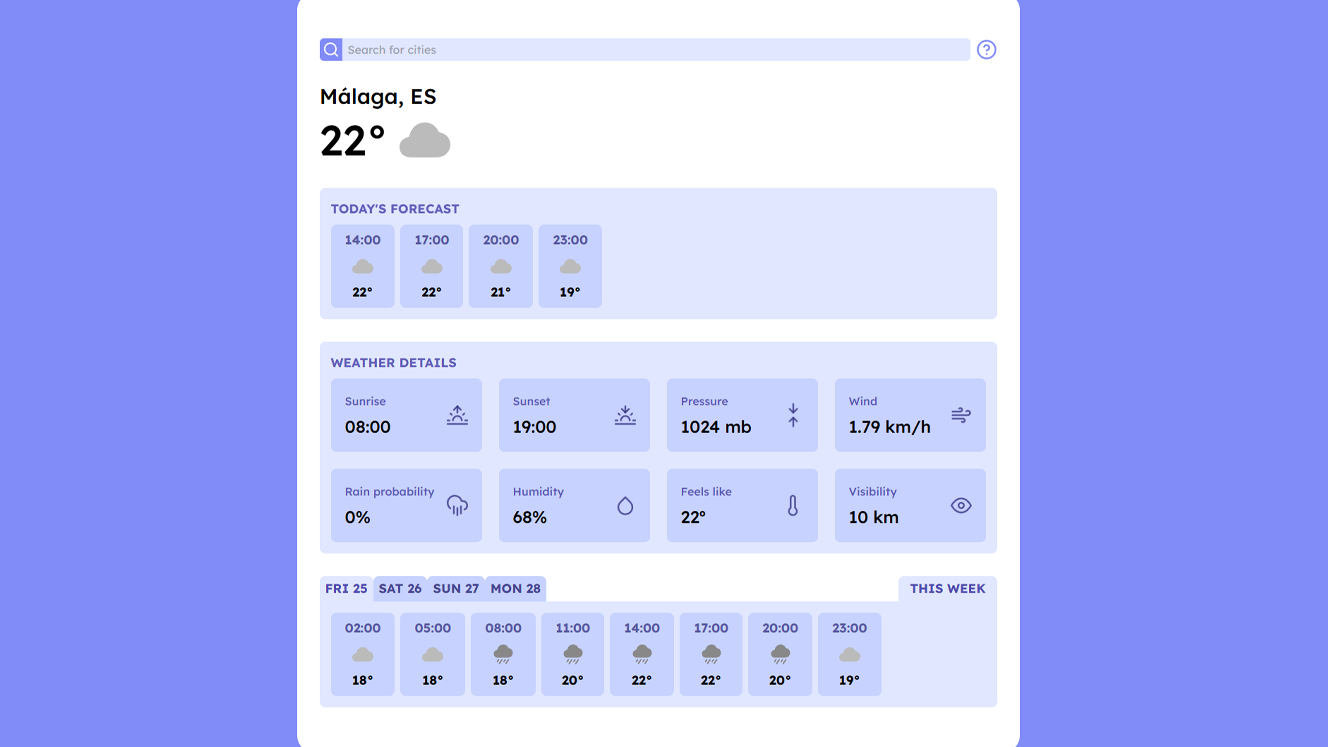 Search for cities
Málaga, ES
22°
TODAY'S FORECAST
14:00 17:00 20:00 23:00
22° 22° 21° 19°
WEATHER DETAILS
Sunrise Sunset Pressure Wind
08:00 19:00 1024 mb 1.79 km/h
Rain probability Humidity Feels like Visibility
0% 68% 22° 10 km
FRI 25 SAT 26 SUN 27 MON 28 THIS WEEK
02:00 05:00 08:00 11:00 14:00 17:00 20:00 23:00
18° 18° 18° 20° 22° 22° 20° 19°